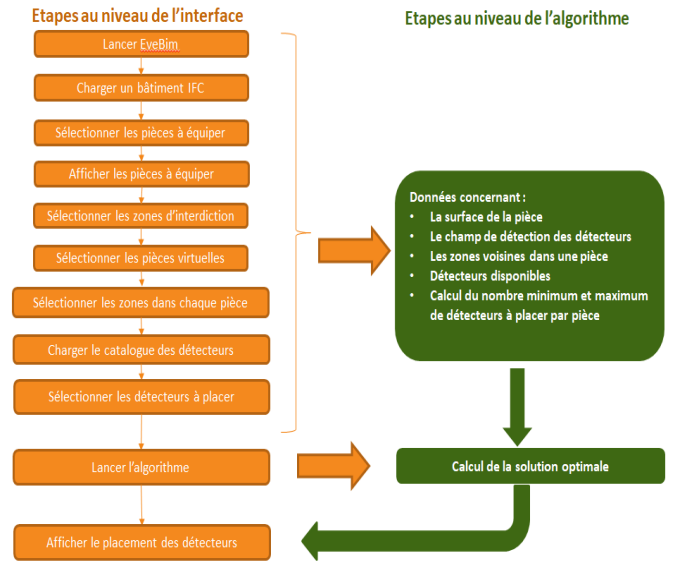 Etapes au niveau de l'interface
Lancer EveBim
Charger un bâtiment IFC
Sélectionner les pièces à équiper
Afficher les pièces à équiper
Sélectionner les zones d'interdiction
Sélectionner les pièces virtuelles
Sélectionner les zones dans chaque pièce
Charger le catalogue des détecteurs
Sélectionner les détecteurs à placer
Lancer l'algorithme
Afficher le placement des détecteurs
Etapes au niveau de l'algorithme
Données concernant :
• La surface de la pièce
• Le champ de détection des détecteurs
• Les zones voisines dans une pièce
• Détecteurs disponibles
• Calcul du nombre minimum et maximum
de détecteurs à placer par pièce
Calcul de la solution optimale